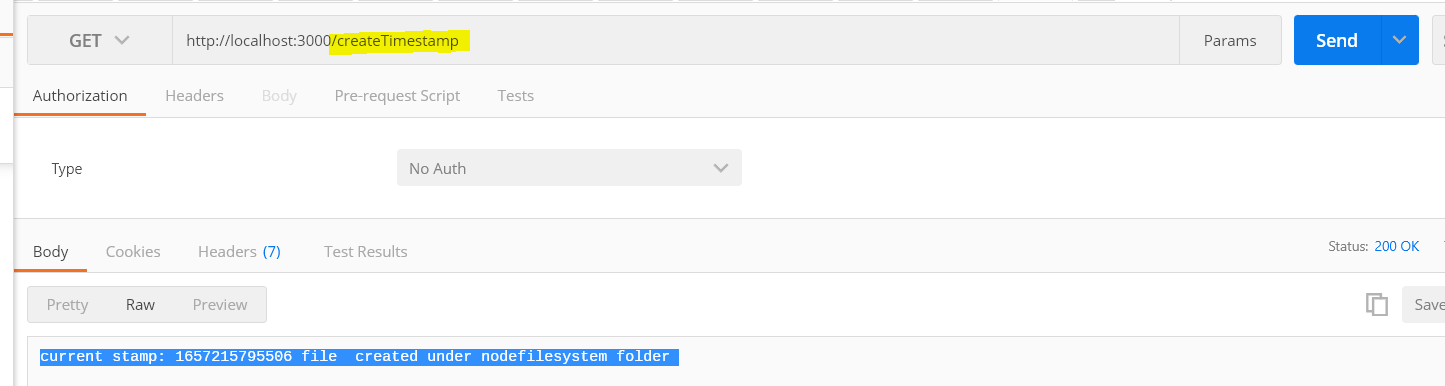 GET http://localhost:3000/createTimestamp Params Send
Authorization Headers Body Pre-request Script Tests
Type No Auth
Body Cookies Headers (7) Test Results Status: 200 OK
Pretty Raw Preview Save
current stamp: 1657215795506 file  created under nodefilesystem folder